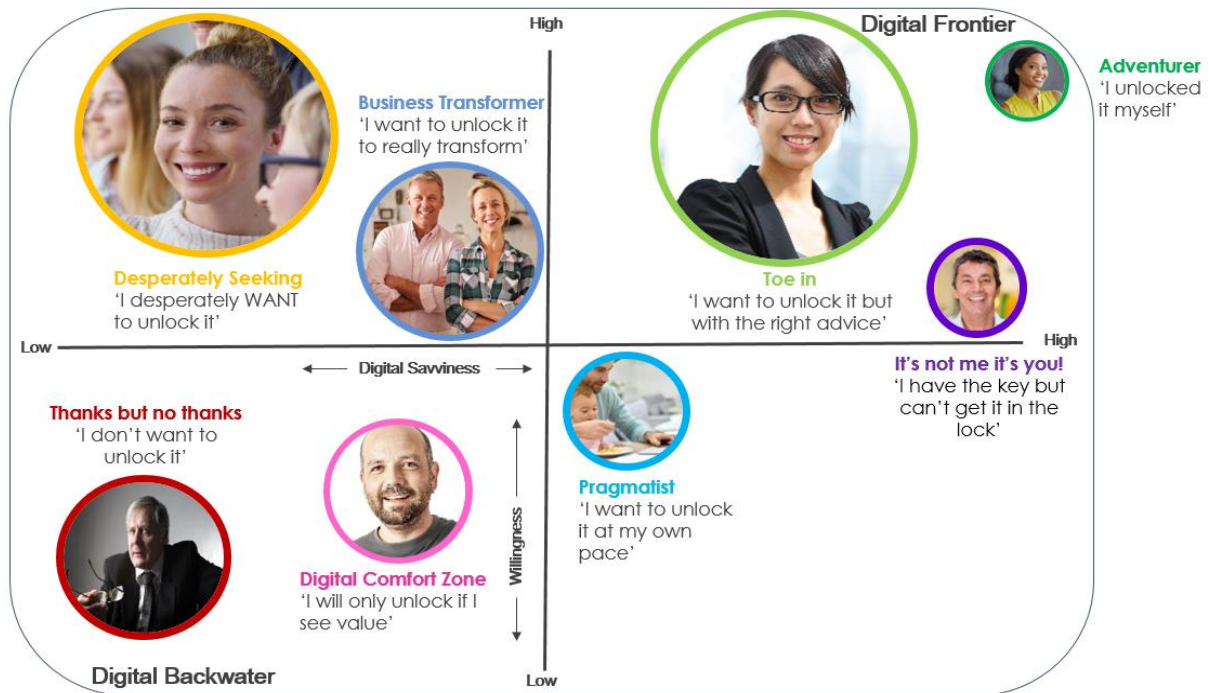 High
Digital Frontier
Adventurer
'I unlocked
it myself'
Business Transformer
'I want to unlock it
to really transform'
Desperately Seeking
'I desperately WANT
to unlock it'
Toe in
'I want to unlock it but
with the right advice'
Low
High
Digital Savviness
It's not me it's you!
'I have the key but
can't get it in the
lock'
Thanks but no thanks
'I don't want to
unlock it'
Willingness
Pragmatist
'I want to unlock
it at my own
pace'
Digital Comfort Zone
'I will only unlock if I
see value'
Digital Backwater
Low